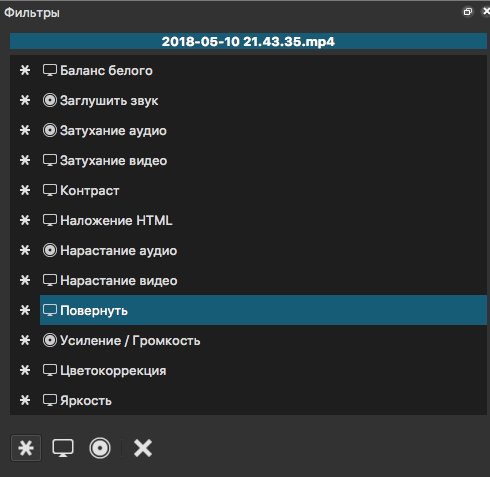 Фильтры
2018-05-10 21.43.35.mp4
Баланс белого
Заглушить звук
Затухание аудио
Затухание видео
Контраст
Наложение HTML
Нарастание аудио
Нарастание видео
Повернуть
Усиление / Громкость
Цветокоррекция
Яркость